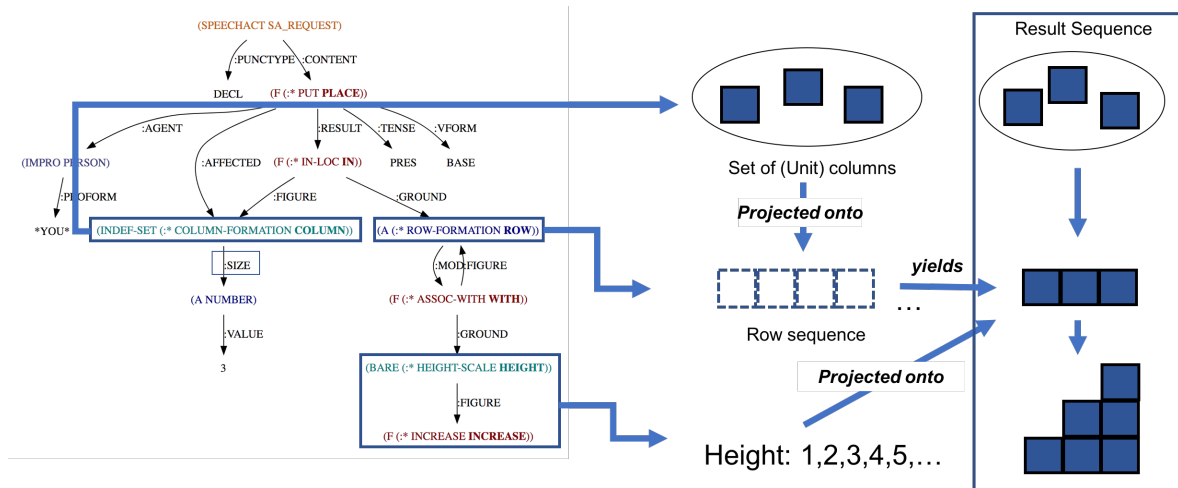 (SPEECHACT SA_REQUEST)
:PUNCTYPE :CONTENT
DECL (F (:* PUT PLACE))
:AGENT :AFFECTED :RESULT :TENSE :VFORM
(IMPRO PERSON) (F (:* IN-LOC IN)) PRES BASE
:PROFORM :FIGURE :GROUND
*YOU* (INDEF-SET (:* COLUMN-FORMATION COLUMN)) (A (:* ROW-FORMATION ROW))
:SIZE :MOD :FIGURE
(A NUMBER) (F (:* ASSOC-WITH WITH))
:VALUE :GROUND
3 (BARE (:* HEIGHT-SCALE HEIGHT))
:FIGURE
(F (:* INCREASE INCREASE))
Set of (Unit) columns
Projected onto
Row sequence
...
yields
Projected onto
Height: 1,2,3,4,5,...
Result Sequence